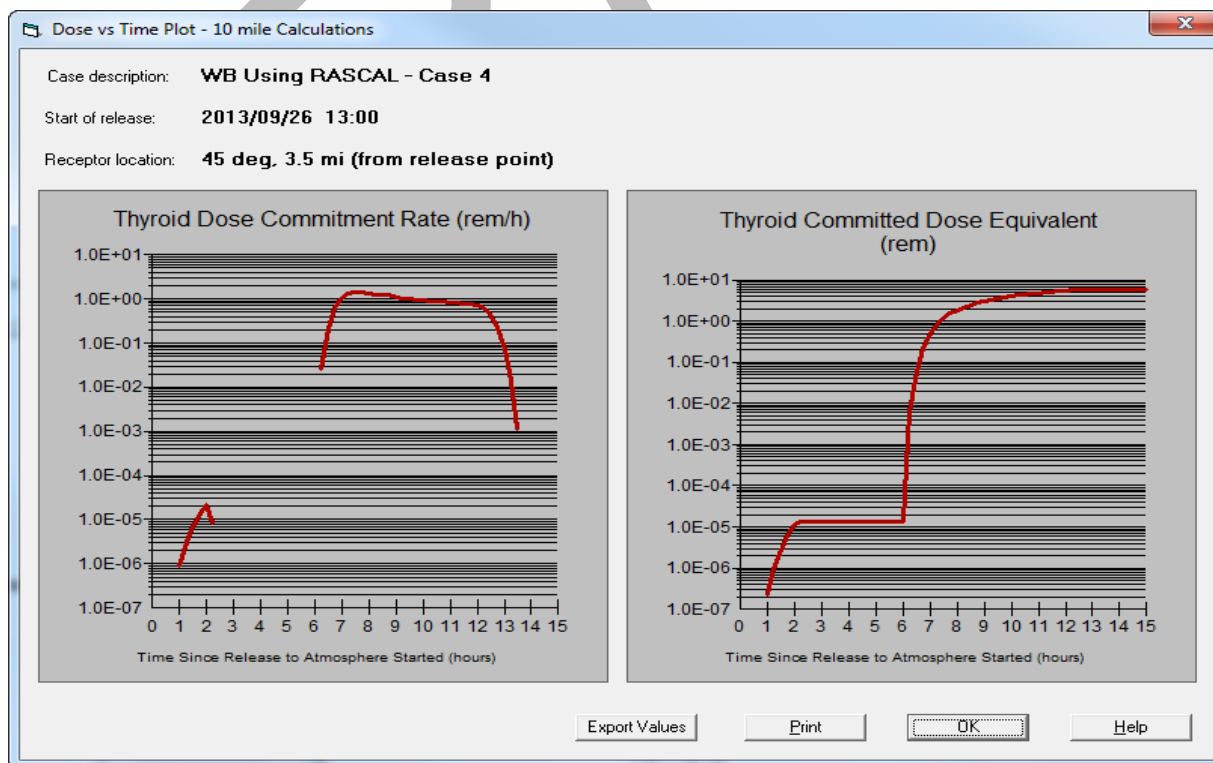 Dose vs Time Plot - 10 mile Calculations
x
Case description: WB Using RASCAL - Case 4
Start of release: 2013/09/26 13:00
Receptor location: 45 deg, 3.5 mi (from release point)
Thyroid Dose Commitment Rate (rem/h)
1.0E+01
1.0E+00
1.0E-01
1.0E-02
1.0E-03
1.0E-04
1.0E-05
1.0E-06
1.0E-07
0 1 2 3 4 5 6 7 8 9 10 11 12 13 14 15
Time Since Release to Atmosphere Started (hours)
Thyroid Committed Dose Equivalent
(rem)
1.0E+01
1.0E+00
1.0E-01
1.0E-02
1.0E-03
1.0E-04
1.0E-05
1.0E-06
1.0E-07
0 1 2 3 4 5 6 7 8 9 10 11 12 13 14 15
Time Since Release to Atmosphere Started (hours)
Export Values Print OK Help